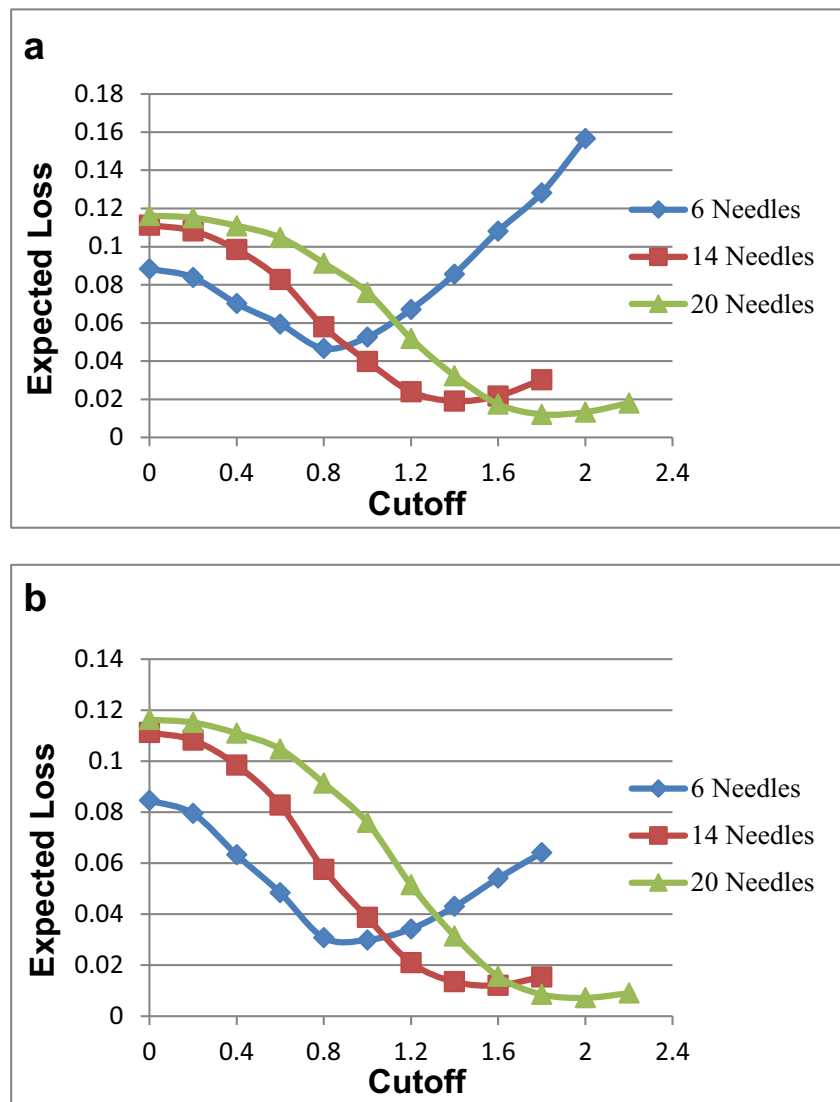 a
0.18
0.16
0.14
0.12
0.1
0.08
0.06
0.04
0.02
0
Expected Loss
0 0.4 0.8 1.2 1.6 2 2.4
Cutoff
6 Needles
14 Needles
20 Needles
b
0.14
0.12
0.1
0.08
0.06
0.04
0.02
0
Expected Loss
0 0.4 0.8 1.2 1.6 2 2.4
Cutoff
6 Needles
14 Needles
20 Needles